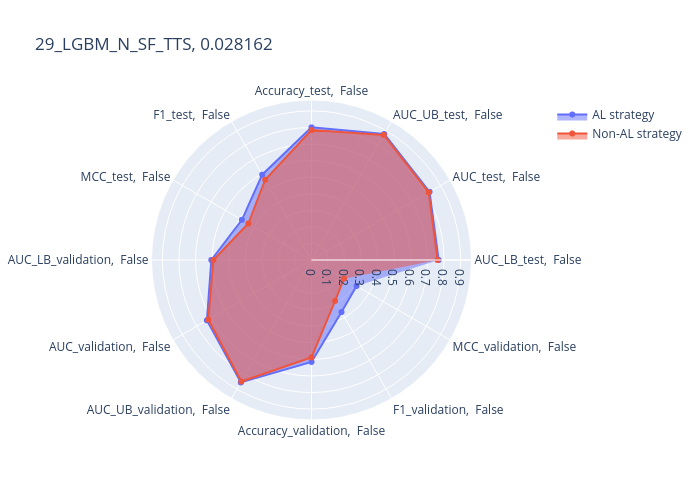 29_LGBM_N_SF_TTS, 0.028162
Accuracy_test,  False
F1_test,  False
AUC_UB_test,  False
AL strategy
Non-AL strategy
MCC_test,  False
AUC_test,  False
AUC_LB_validation,  False
AUC_LB_test,  False
0
0.1
0.2
0.3
0.4
0.5
0.6
0.7
0.8
0.9
AUC_validation,  False
MCC_validation,  False
AUC_UB_validation,  False
F1_validation,  False
Accuracy_validation,  False